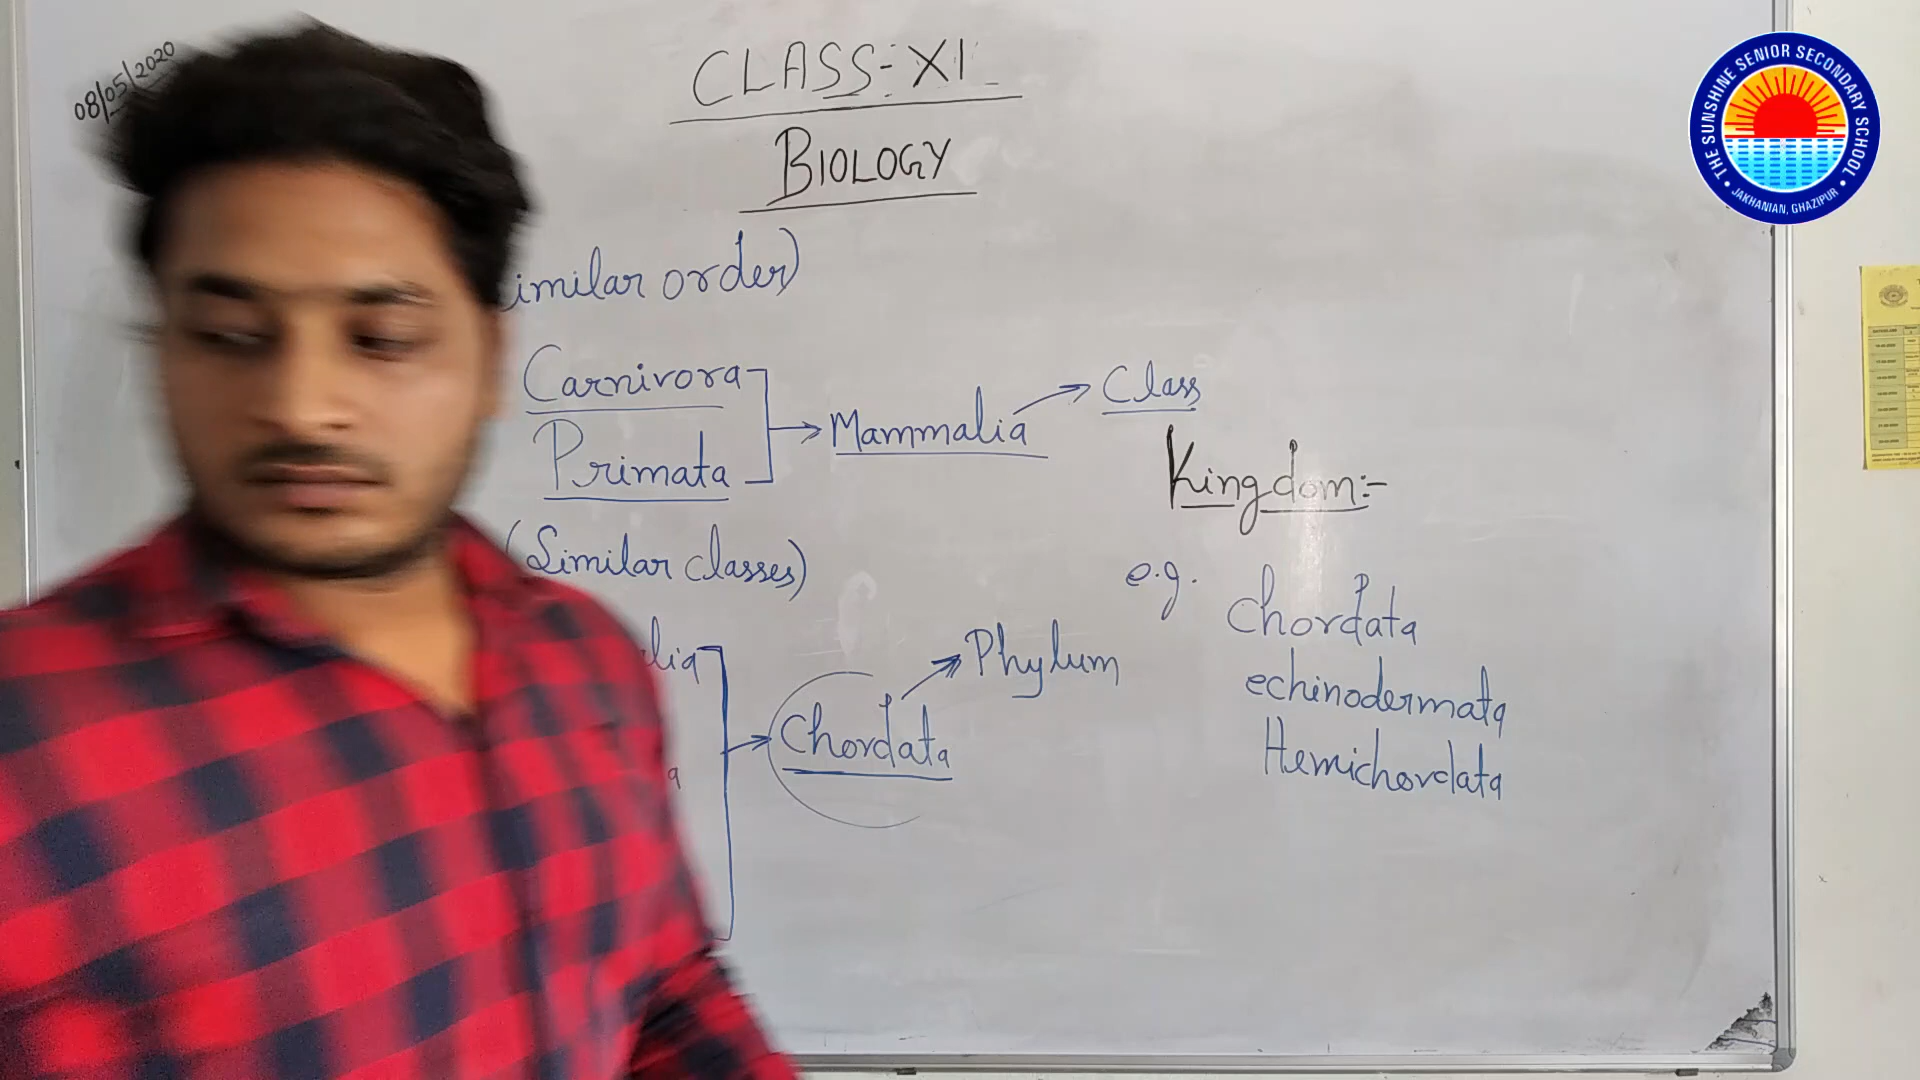 08/05/2020
CLASS:- XI
BIOLOGY
imilar order)
Carnivora
Primata
Mammalia
Class
Kingdom:-
(Similar classes)
e.g. Chordata
echinodermata
Hemichordata
lia
a
Chordata
Phylum
THE SUNSHINE SENIOR SECONDARY SCHOOL
JAKHANIAN, GHAZIPUR